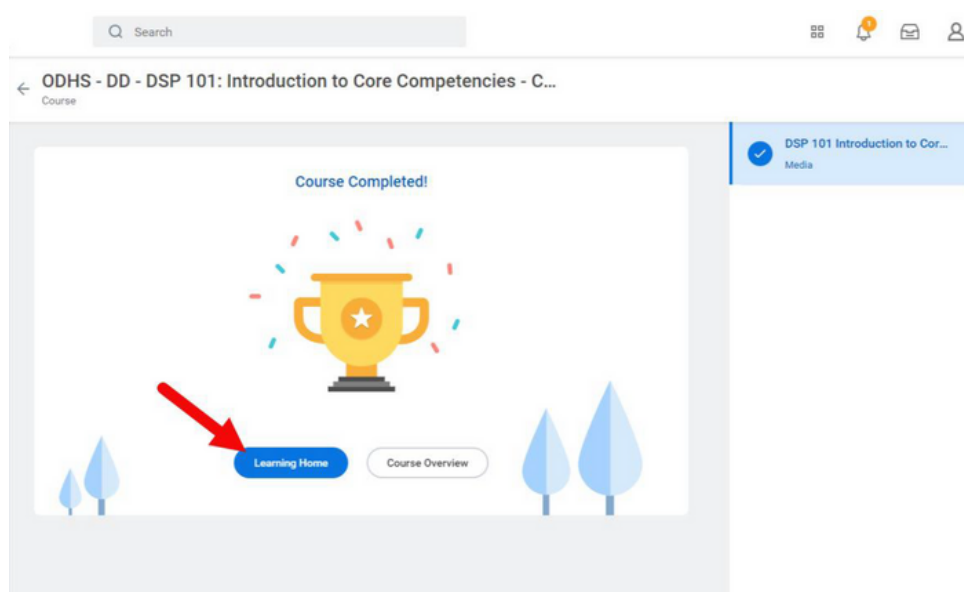 Search
1
ODHS - DD - DSP 101: Introduction to Core Competencies - C...
Course
DSP 101 Introduction to Cor...
Media
Course Completed!
Learning Home
Course Overview